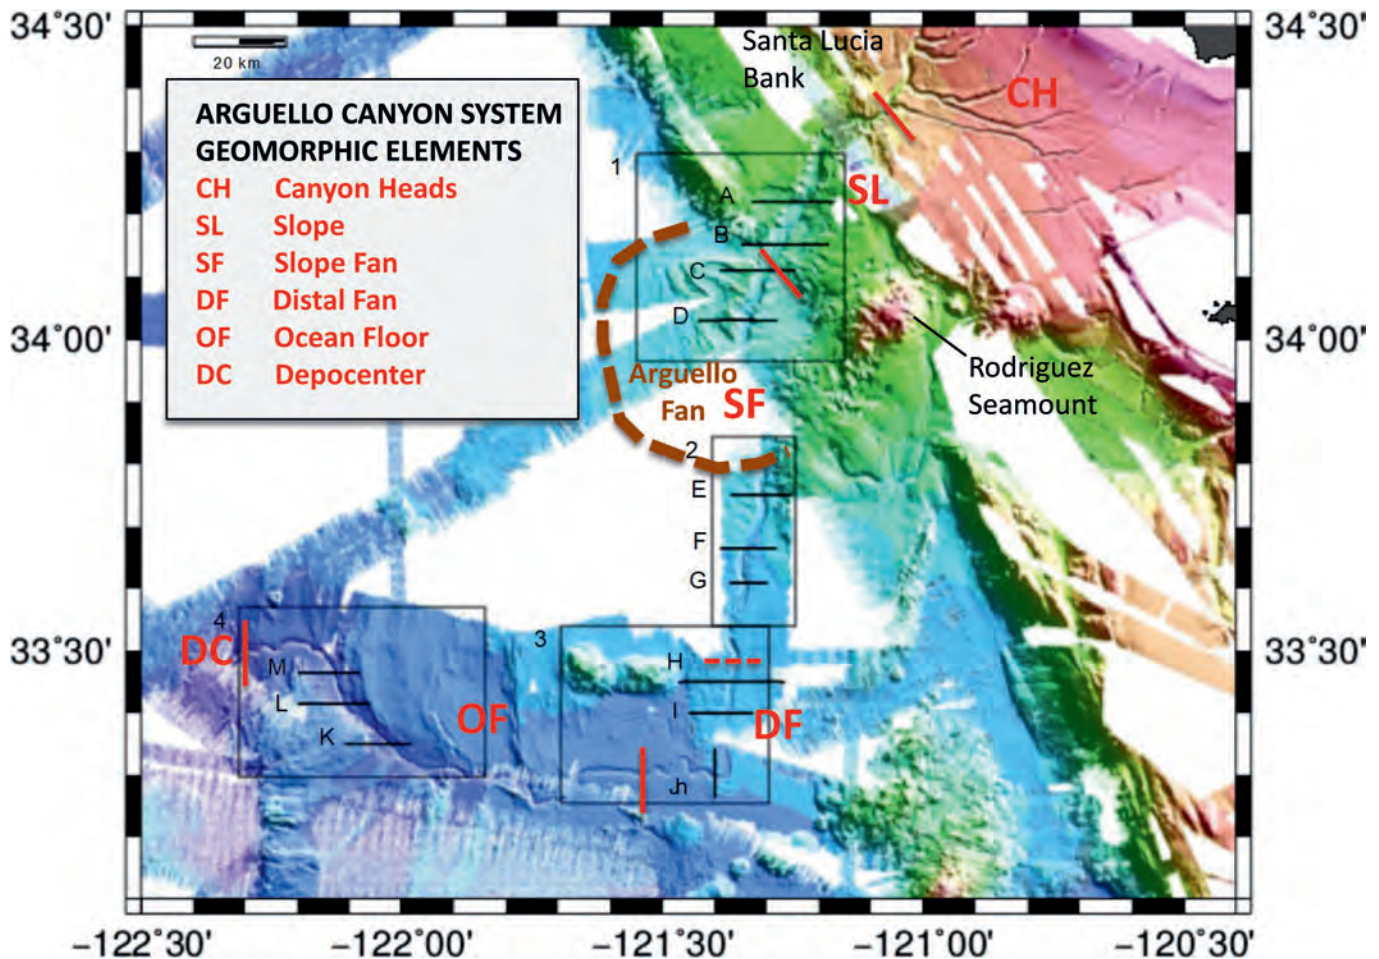 34˚30'
34˚30'
Santa Lucia
Bank
20 km
CH
ARGUELLO CANYON SYSTEM
GEOMORPHIC ELEMENTS
CH Canyon Heads
SL Slope
SF Slope Fan
DF Distal Fan
OF Ocean Floor
DC Depocenter
1
A
SL
B
C
D
34˚00'
34˚00'
Rodriguez
Seamount
Arguello
Fan
SF
2
E
F
G
33˚30'
33˚30'
4
3
DC
M
L
K
OF
H
I
DF
Jh
−122˚30'
−122˚00'
−121˚30'
−121˚00'
−120˚30'